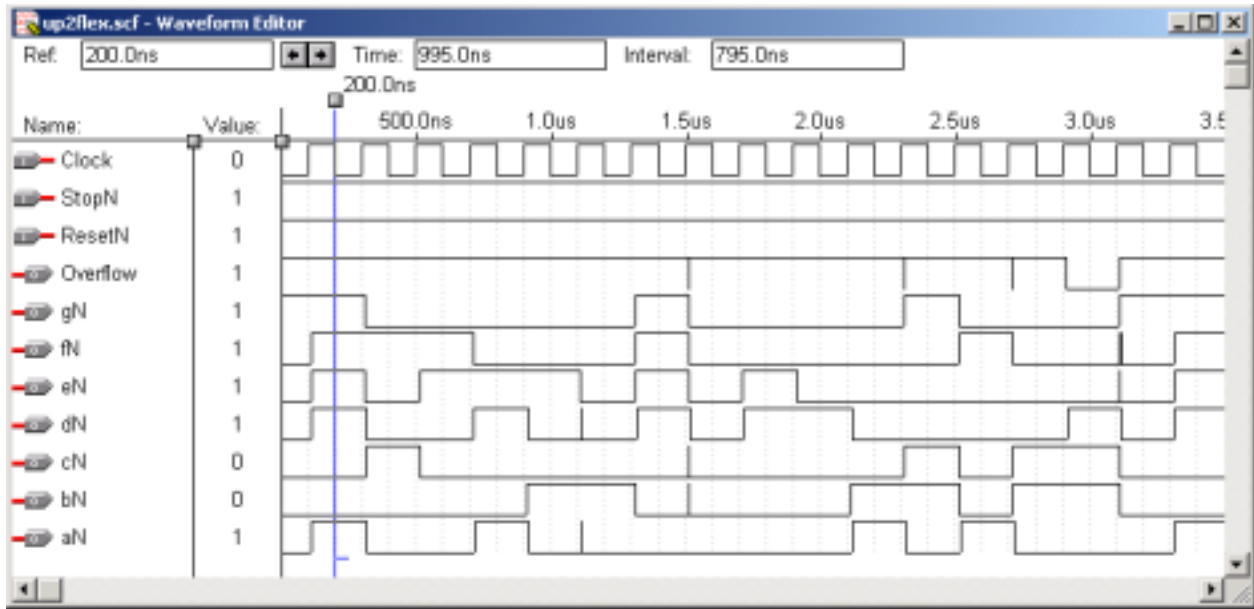 up2flex.scf - Waveform Editor
Ref: 200.0ns Time: 995.0ns Interval: 795.0ns
200.0ns
Name: Value: 500.0ns 1.0us 1.5us 2.0us 2.5us 3.0us 3.5
Clock 0
StopN 1
ResetN 1
Overflow 1
gN 1
fN 1
eN 1
dN 1
cN 0
bN 0
aN 1